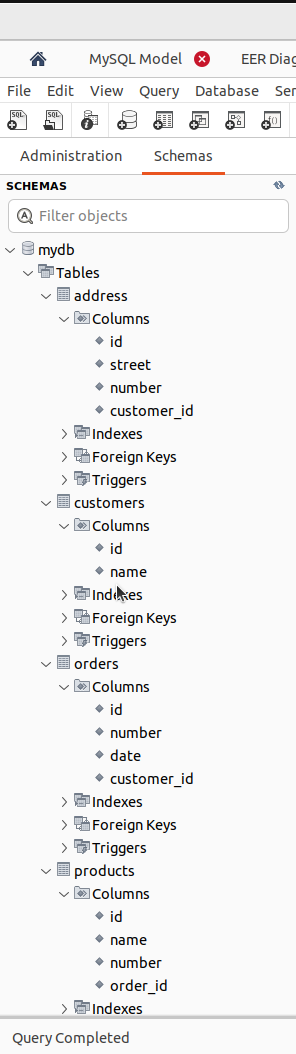 MySQL Model EER Diag
File Edit View Query Database Ser
Administration Schemas
SCHEMAS
Filter objects
mydb
Tables
address
Columns
id
street
number
customer_id
Indexes
Foreign Keys
Triggers
customers
Columns
id
name
Indexes
Foreign Keys
Triggers
orders
Columns
id
number
date
customer_id
Indexes
Foreign Keys
Triggers
products
Columns
id
name
number
order_id
Indexes
Query Completed